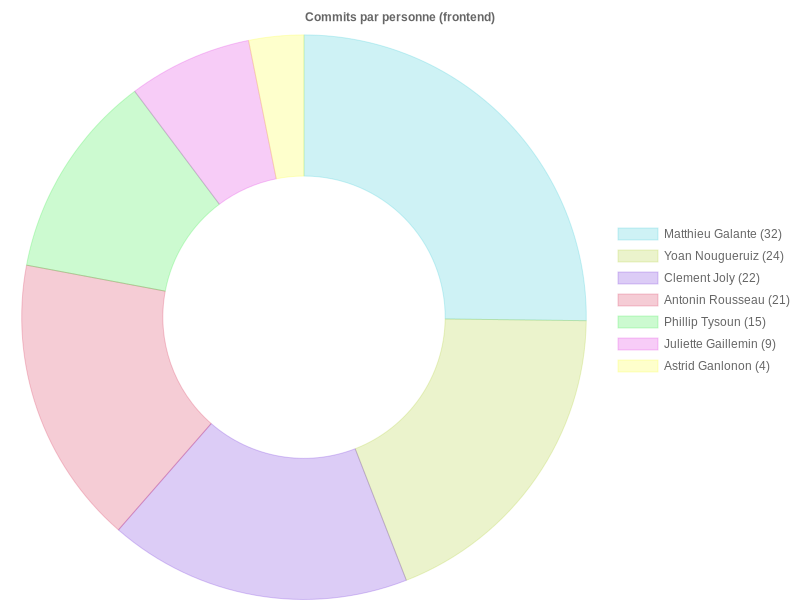 Commits par personne (frontend)
Matthieu Galante (32)
Yoan Nougueruiz (24)
Clement Joly (22)
Antonin Rousseau (21)
Phillip Tysoun (15)
Juliette Gaillemin (9)
Astrid Ganlonon (4)